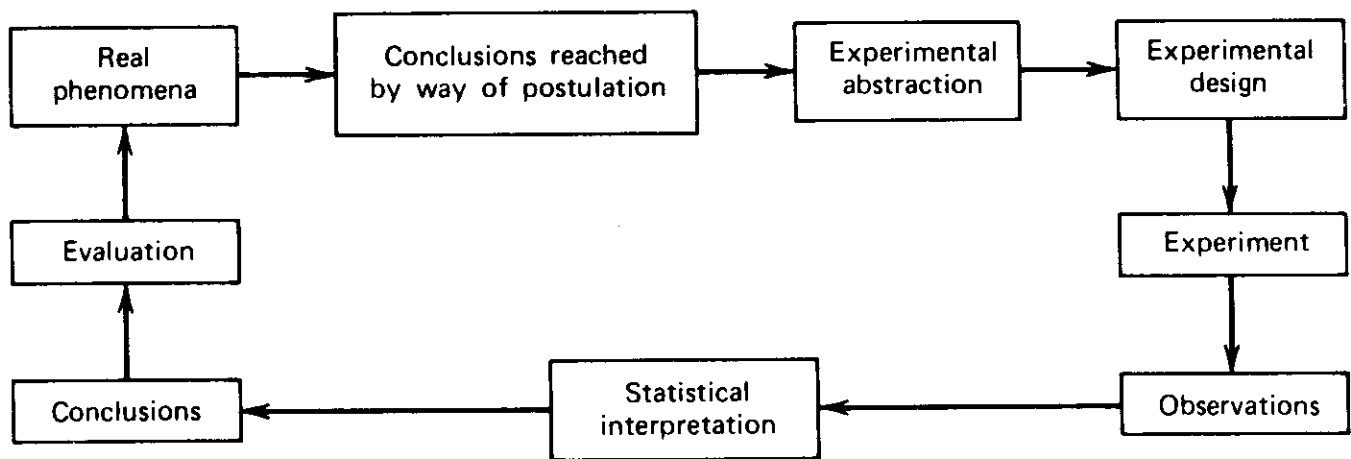 Real
phenomena
Conclusions reached
by way of postulation
Experimental
abstraction
Experimental
design
Experiment
Observations
Statistical
interpretation
Conclusions
Evaluation